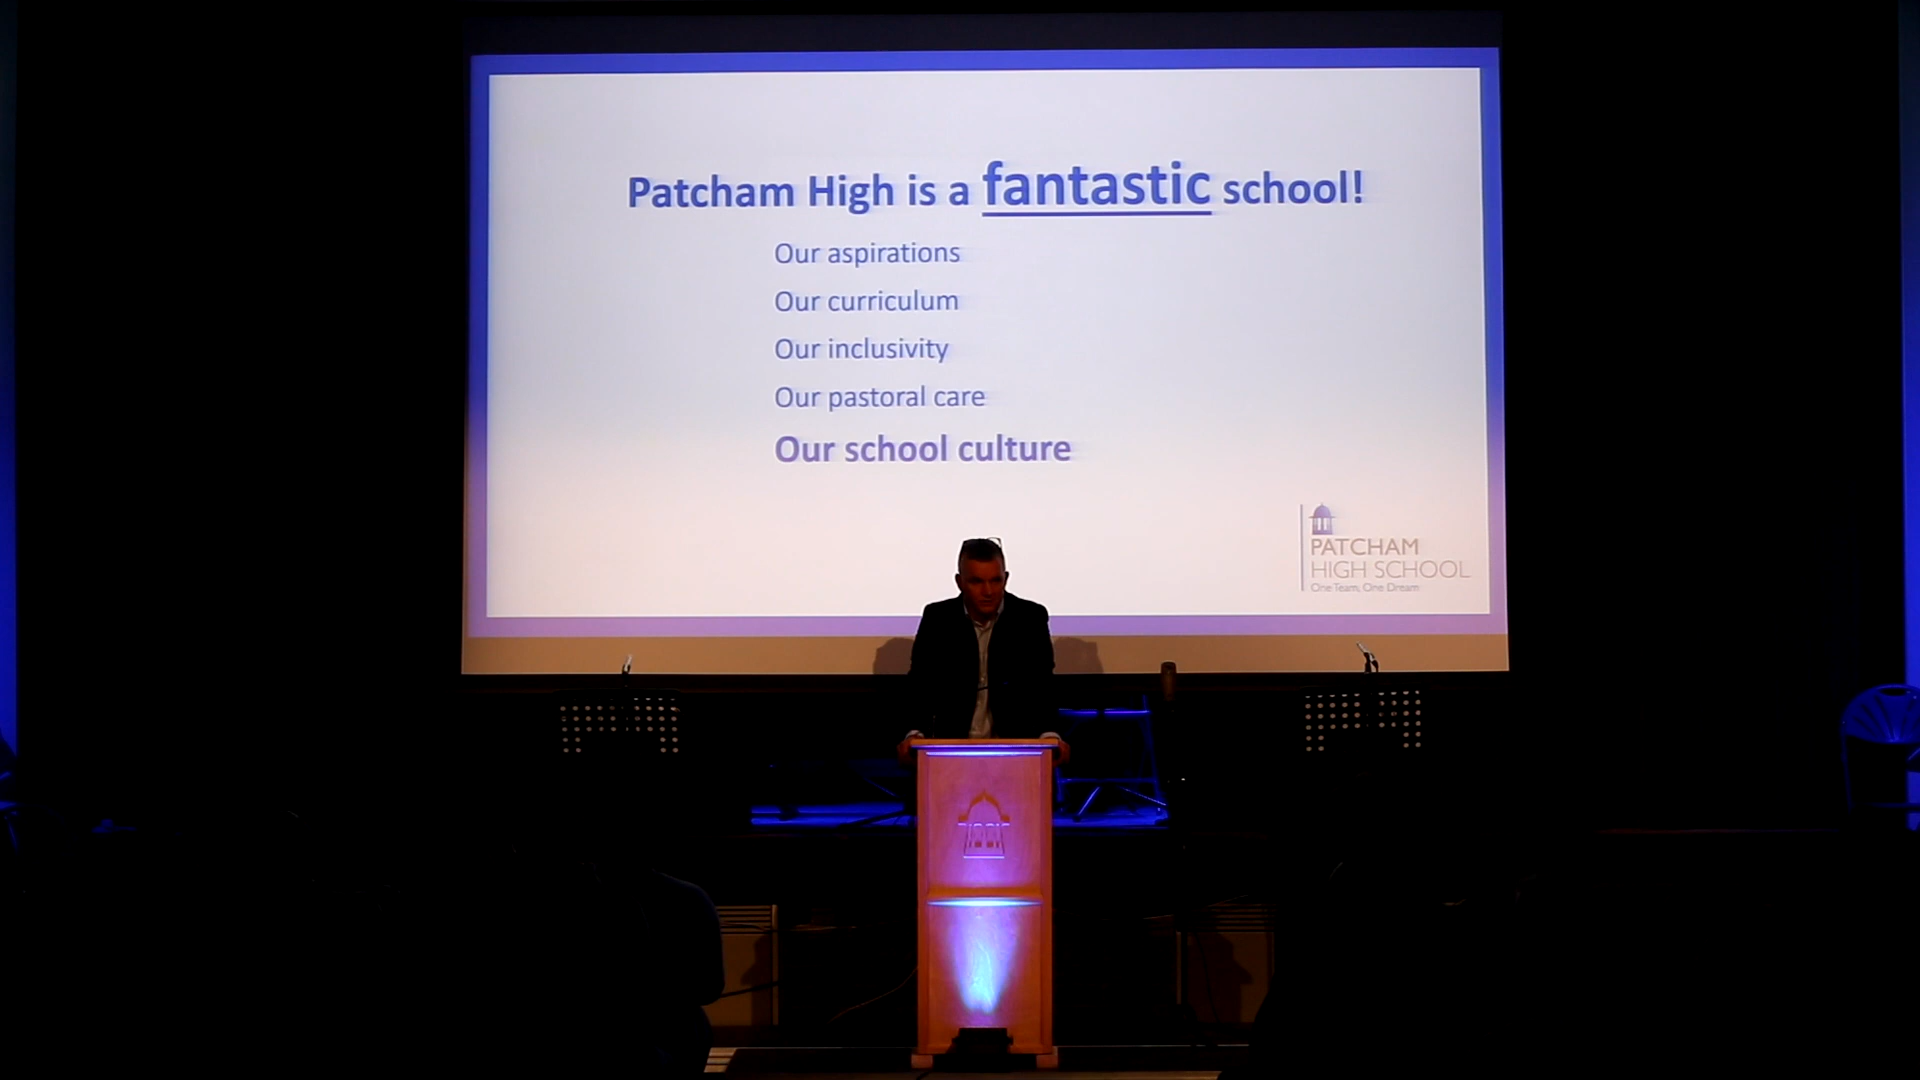 Patcham High is a fantastic school!
Our aspirations
Our curriculum
Our inclusivity
Our pastoral care
Our school culture
PATCHAM
HIGH SCHOOL
One Team, One Dream